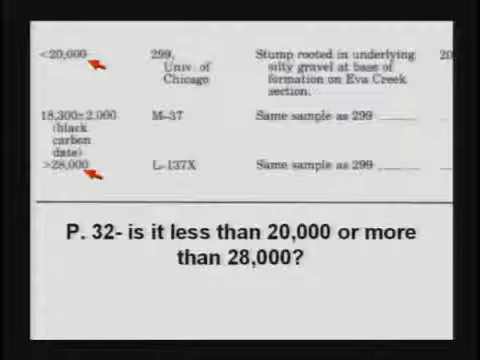 <20,000 299, Stump rooted in underlying 20
Univ. of silty gravel at base of
Chicago formation on Eva Creek
section.
18,300±2,000 M–37 Same sample as 299
(black
carbon
date)
>28,000 L–137X Same sample as 299
P. 32- is it less than 20,000 or more
than 28,000?